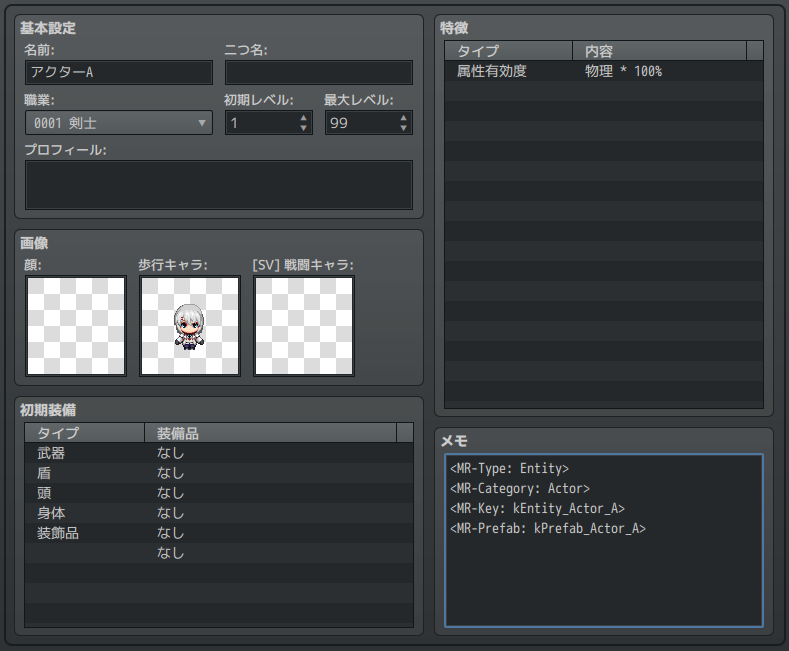 基本設定
名前:
二つ名:
アクターA
職業:
初期レベル:
最大レベル:
0001 剣士
1
99
プロフィール:
画像
顔:
歩行キャラ:
[SV] 戦闘キャラ:
初期装備
タイプ 装備品
武器 なし
盾 なし
頭 なし
身体 なし
装飾品 なし
なし
特徴
タイプ 内容
属性有効度 物理 * 100%
メモ
<MR-Type: Entity>
<MR-Category: Actor>
<MR-Key: kEntity_Actor_A>
<MR-Prefab: kPrefab_Actor_A>